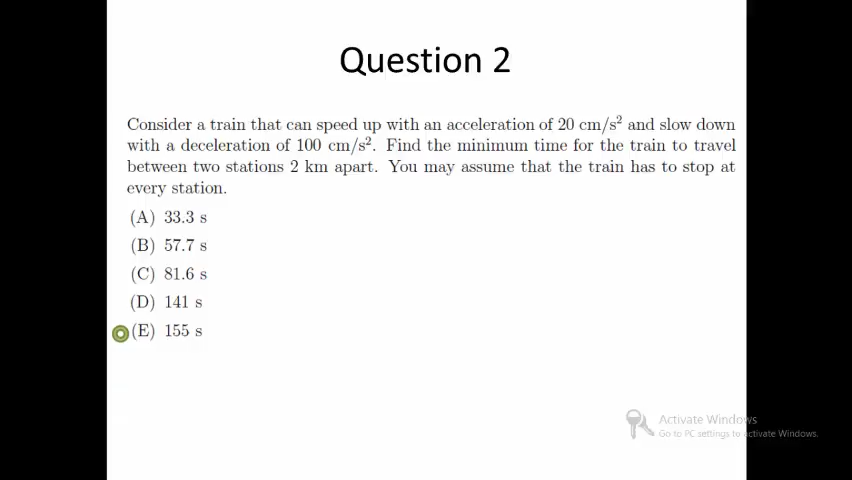 Question 2
Consider a train that can speed up with an acceleration of 20 cm/s² and slow down
with a deceleration of 100 cm/s². Find the minimum time for the train to travel
between two stations 2 km apart. You may assume that the train has to stop at
every station.
(A) 33.3 s
(B) 57.7 s
(C) 81.6 s
(D) 141 s
(E) 155 s
Activate Windows
Go to PC settings to activate Windows.